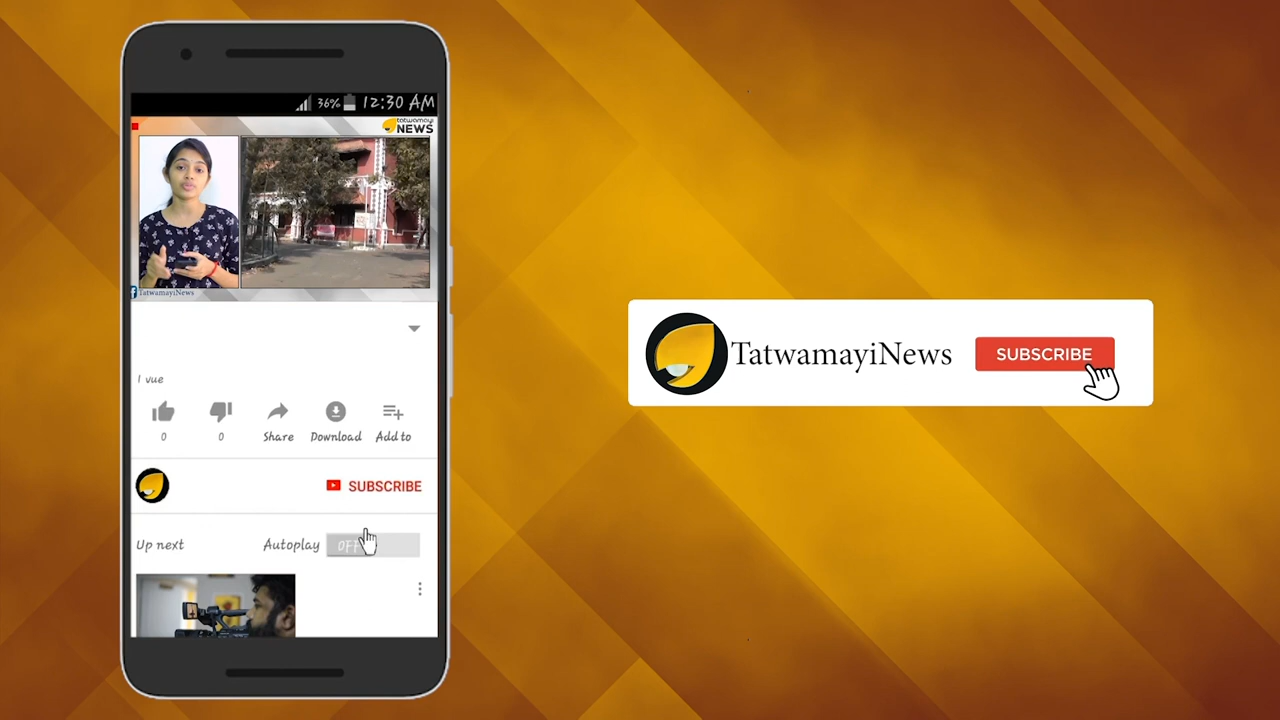 36% 12:30 AM
tatwamayi
NEWS
TatwamayiNews
1 vue
0 0 Share Download Add to
SUBSCRIBE
Up next Autoplay OFF
TatwamayiNews SUBSCRIBE